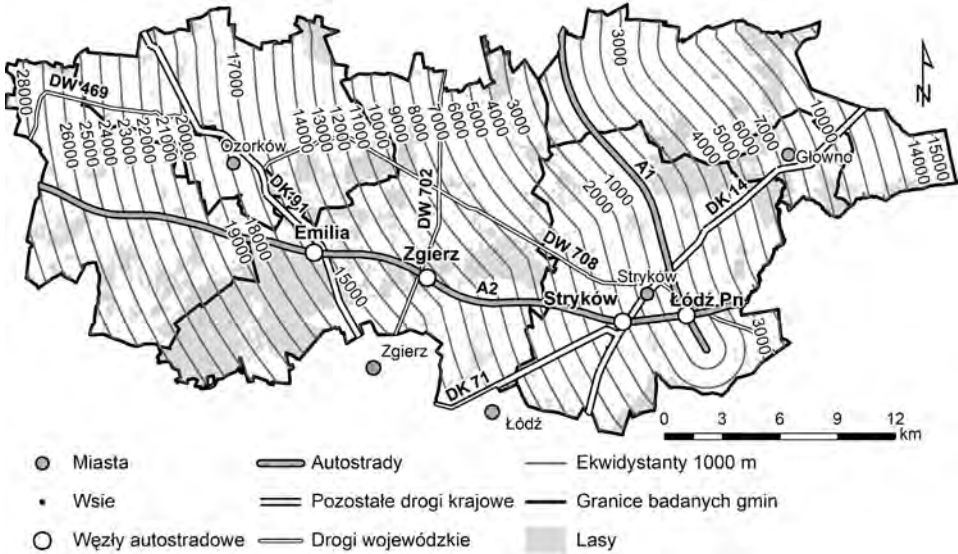 3000
17000
28000
DW 469
26000
25000
24000
23000
22000
21000
20000
14000
13000
12000
11000
10000
9000
8000
7000
6000
5000
4000
3000
1000
7000
6000
5000
4000
15000
14000
Ozorków
Głowno
A1
DK 14
DK 91
DW 702
2000
1000
DW 708
19000
18000
Emilia
15000
Zgierz
A2
Stryków
Stryków
Łódź Pn.
3000
Zgierz
DK 71
Łódź
N
0 3 6 9 12
km
Miasta
Autostrady
Ekwidystanty 1000 m
Wsie
Pozostałe drogi krajowe
Granice badanych gmin
Węzły autostradowe
Drogi wojewódzkie
Lasy